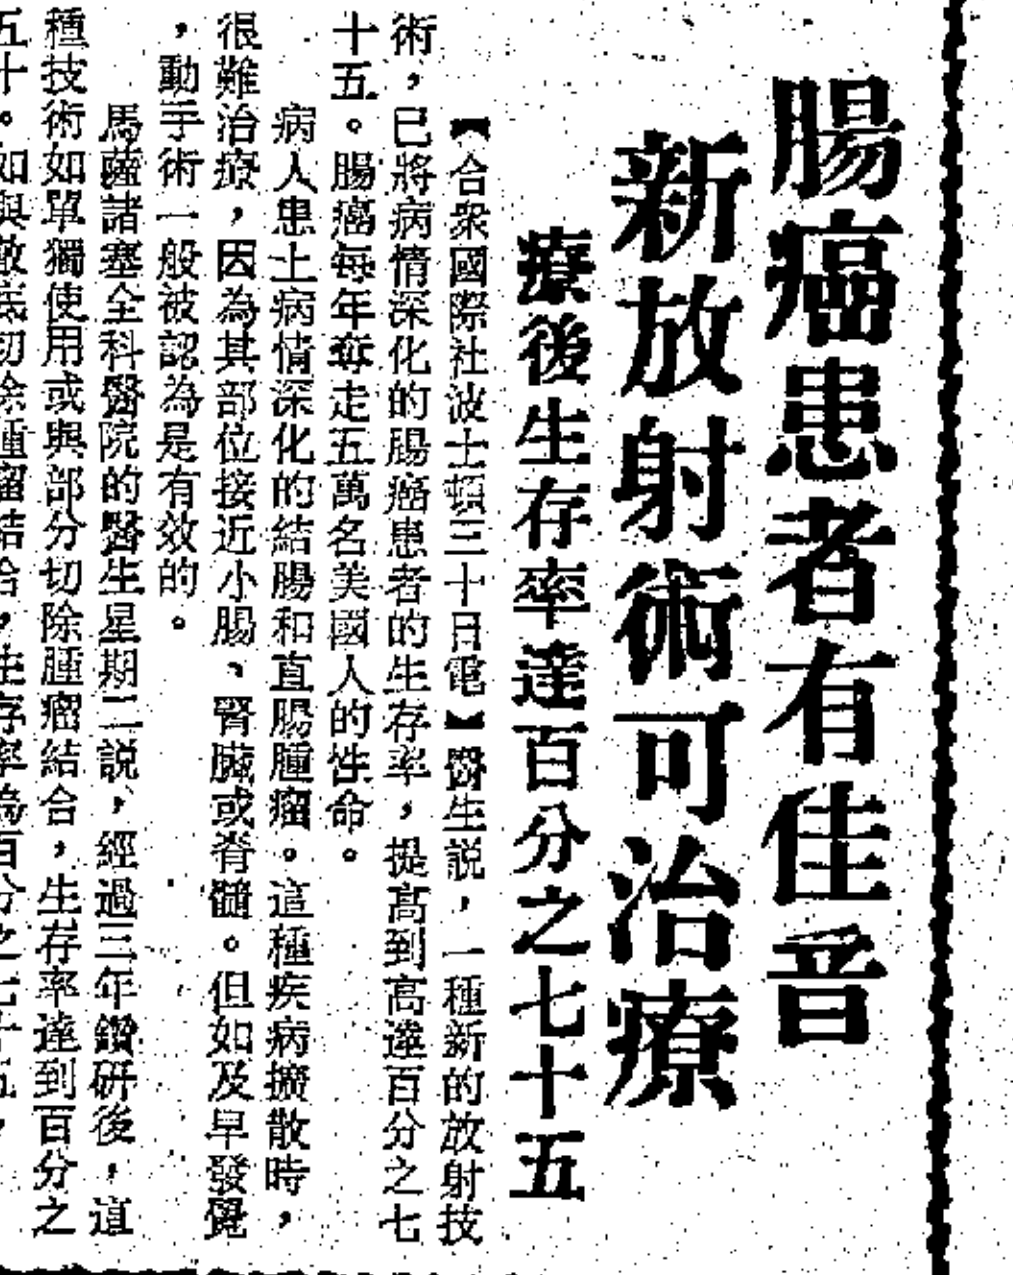 腸癌患者有佳音
新放射術可治療
療後生存率達百分之七十五
【合衆國際社波士頓三十日電】醫生説,一種新的放射技
術,已將病情深化的腸癌患者的生存率,提高到高達百分之七
十五。腸癌每年奪走五萬名美國人的性命。
病人患上病情深化的結腸和直腸腫瘤。這種疾病擴散時,
很難治療,因為其部位接近小腸、腎臟或脊髓。但如及早發覺
,動手術一般被認為是有效的。
馬薩諸塞全科醫院的醫生星期二説,經過三年鑽研後,這
種技術如單獨使用或與部分切除腫瘤結合,生存率達到百分之
五十。如與徹底切除腫瘤結合,生存率為百分之七十五,